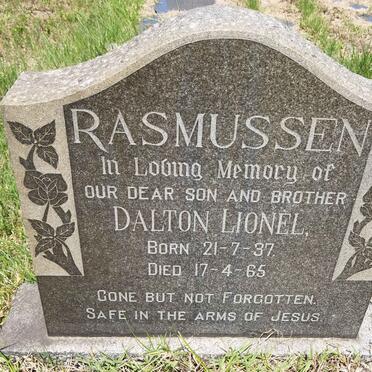 RASMUSSEN
In Loving Memory of
OUR DEAR SON AND BROTHER
DALTON LIONEL,
BORN 21-7-37
DIED 17-4-65
GONE BUT NOT FORGOTTEN.
SAFE IN THE ARMS OF JESUS.